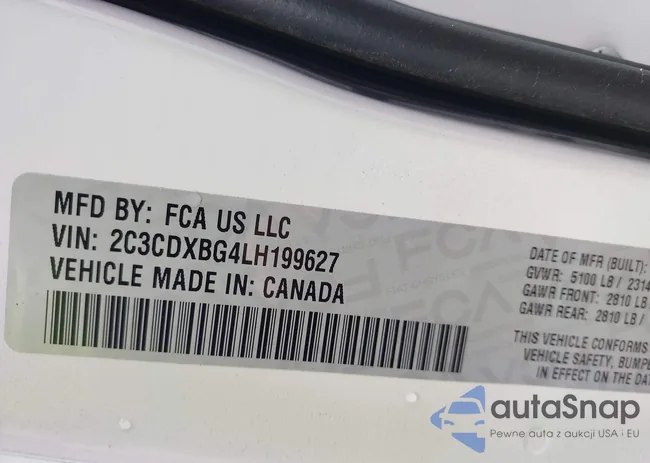 MFD BY: FCA US LLC
VIN: 2C3CDXBG4LH199627
VEHICLE MADE IN: CANADA
DATE OF MFR (BUILT):
GVWR: 5100 LB / 2314
GAWR FRONT: 2810 LB
GAWR REAR: 2810 LB /
THIS VEHICLE CONFORMS
VEHICLE SAFETY, BUMPE
IN EFFECT ON THE DAT
autaSnap
Pewne auta z aukcji USA i EU